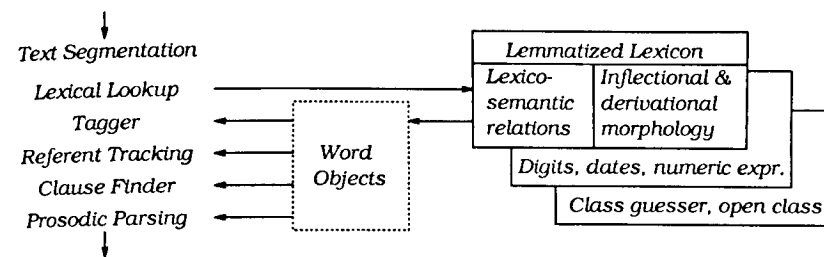 Text Segmentation
Lexical Lookup
Tagger
Referent Tracking
Clause Finder
Prosodic Parsing
Word
Objects
Lemmatized Lexicon
Lexico-
semantic
relations
Inflectional &
derivational
morphology
Digits, dates, numeric expr.
Class guesser, open class